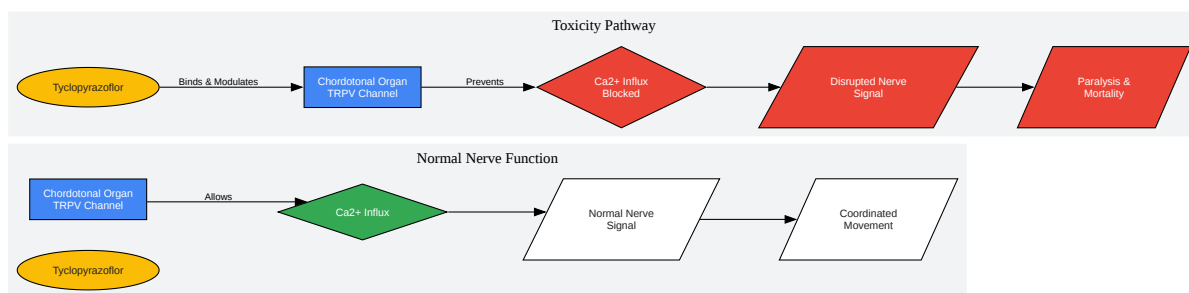 Toxicity Pathway
Tyclopyrazoflor
Binds & Modulates
Chordotonal Organ
TRPV Channel
Prevents
Ca2+ Influx
Blocked
Disrupted Nerve
Signal
Paralysis &
Mortality
Normal Nerve Function
Chordotonal Organ
TRPV Channel
Allows
Ca2+ Influx
Normal Nerve
Signal
Coordinated
Movement
Tyclopyrazoflor